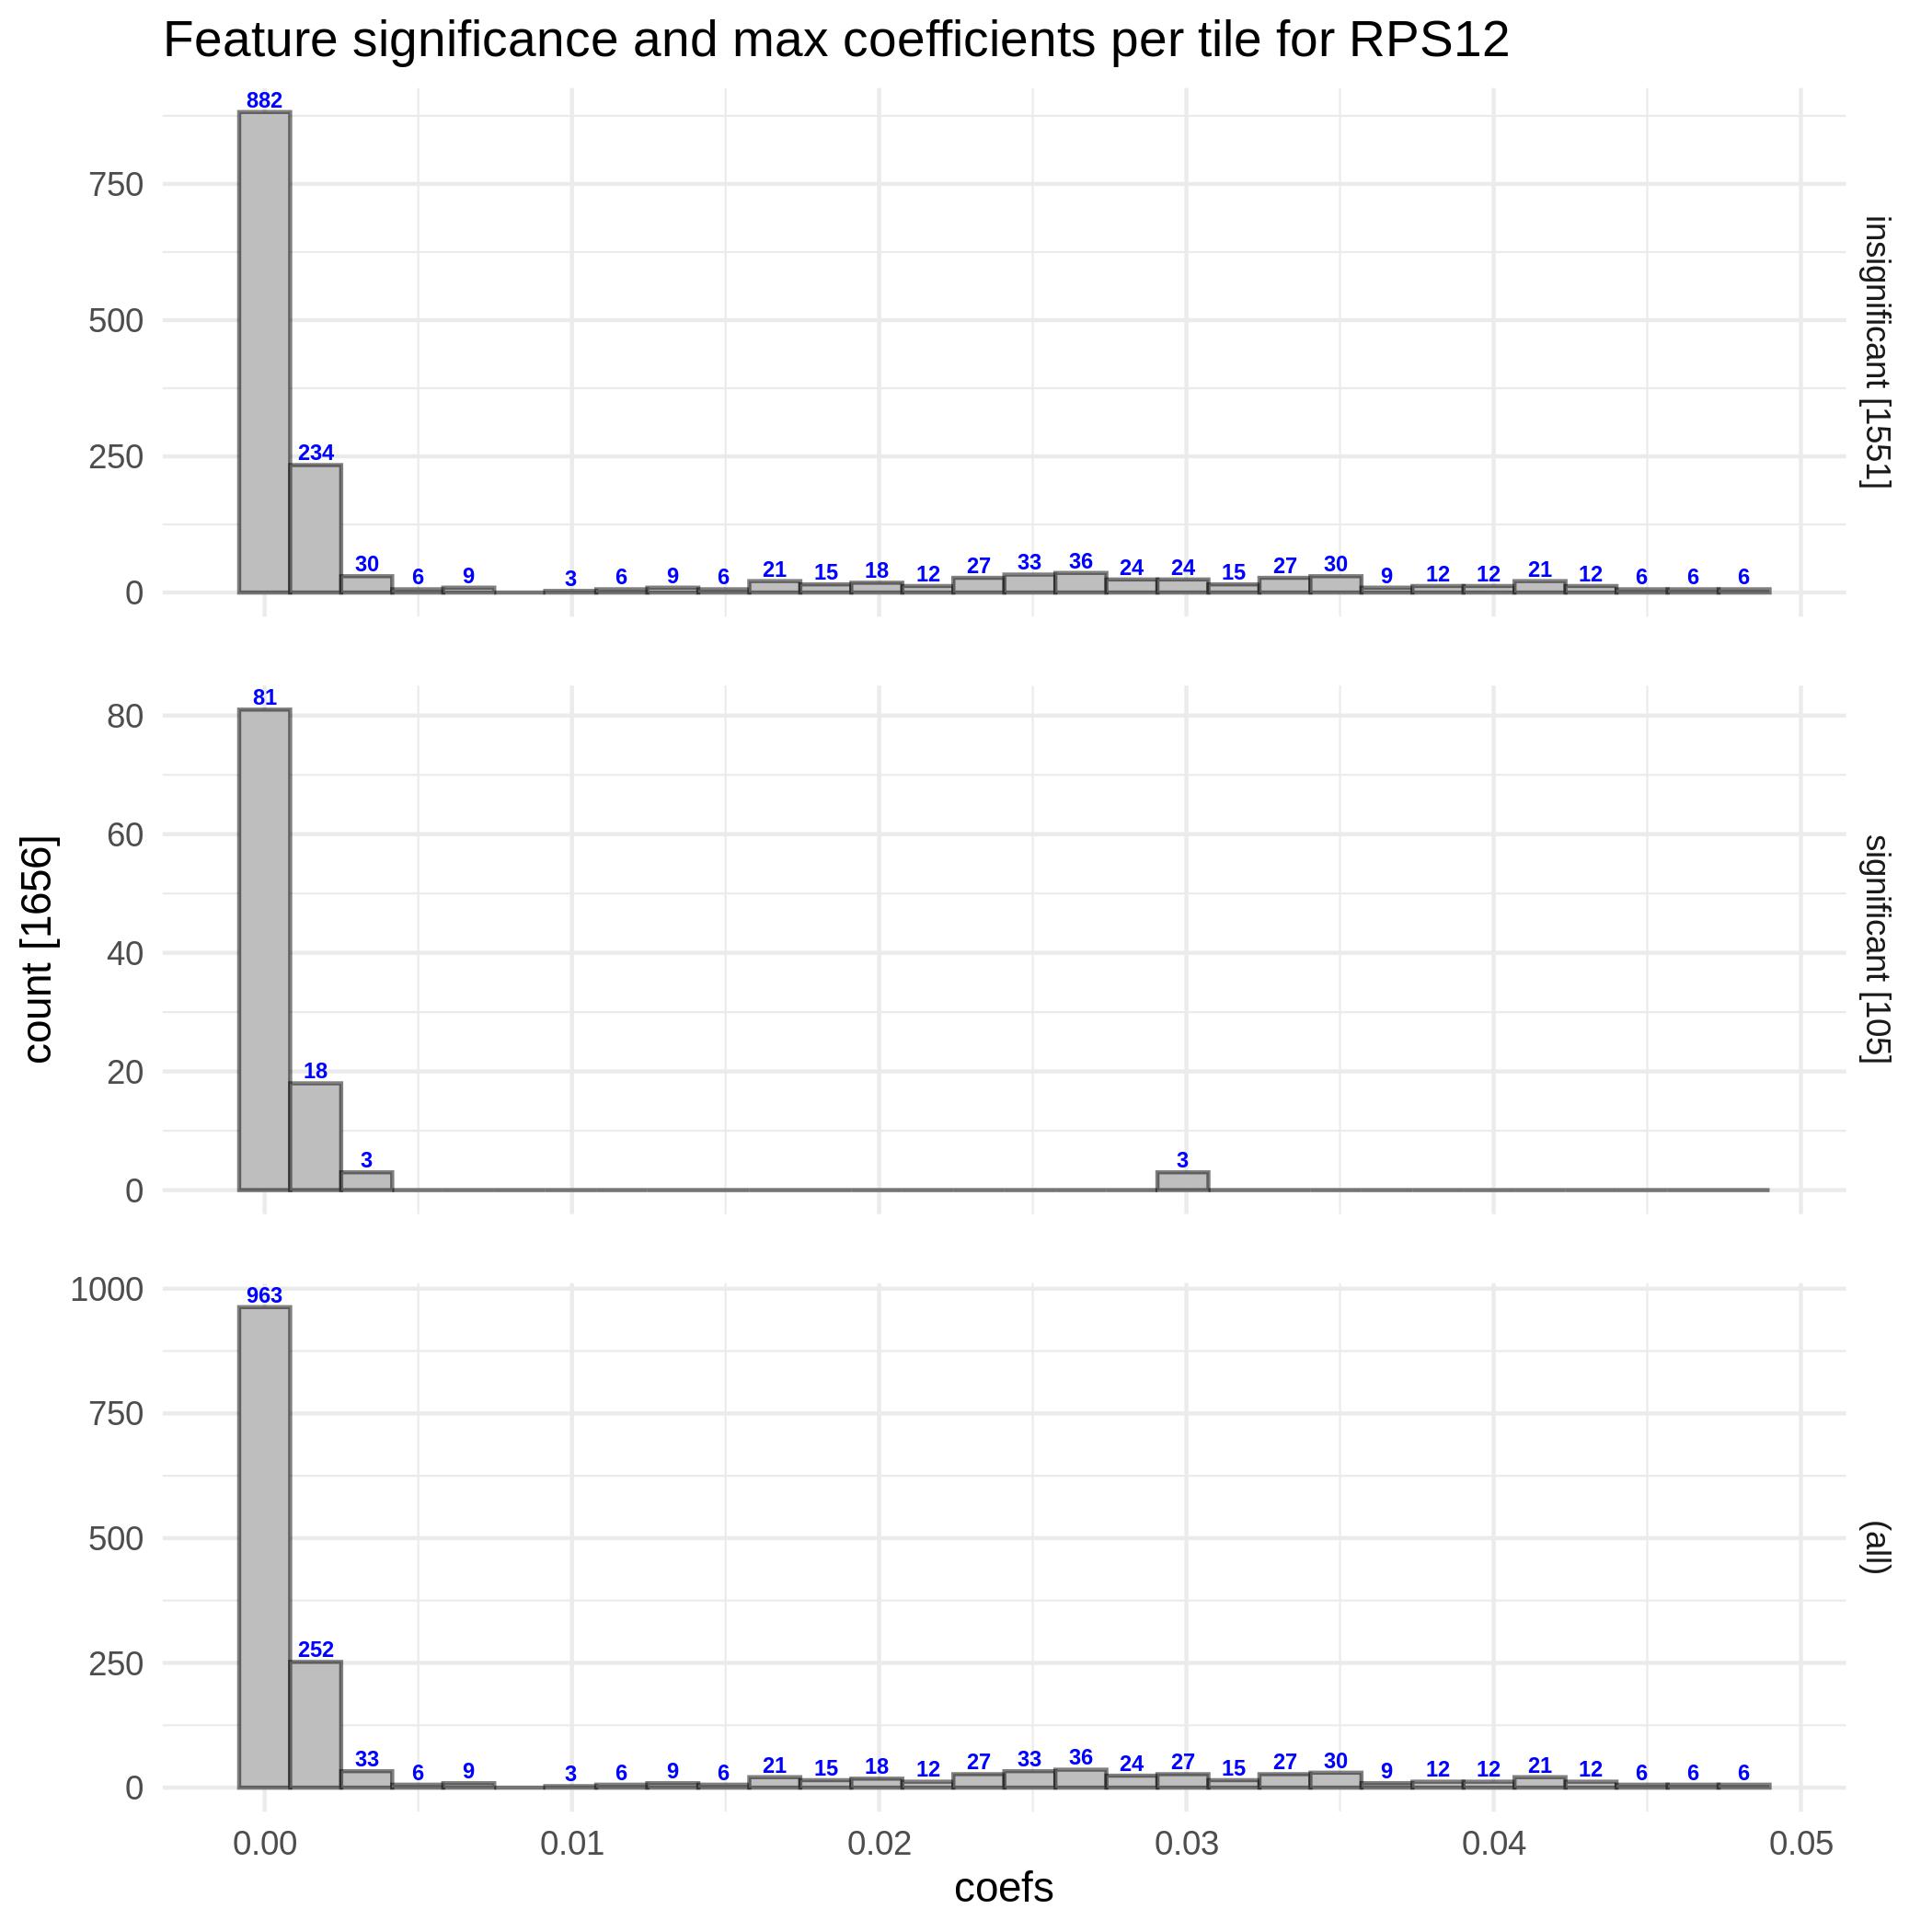 Feature significance and max coefficients per tile for RPS12
882
234
30 6 9 3 6 9 6 21 15 18 12 27 33 36 24 24 15 27 30 9 12 12 21 12 6 6 6
750
500
250
0
insignificant [1551]
81
18
3
3
80
60
40
20
0
significant [105]
count [1656]
963
252
33 6 9 3 6 9 6 21 15 18 12 27 33 36 24 27 15 27 30 9 12 12 21 12 6 6 6
1000
750
500
250
0
(all)
0.00 0.01 0.02 0.03 0.04 0.05
coefs